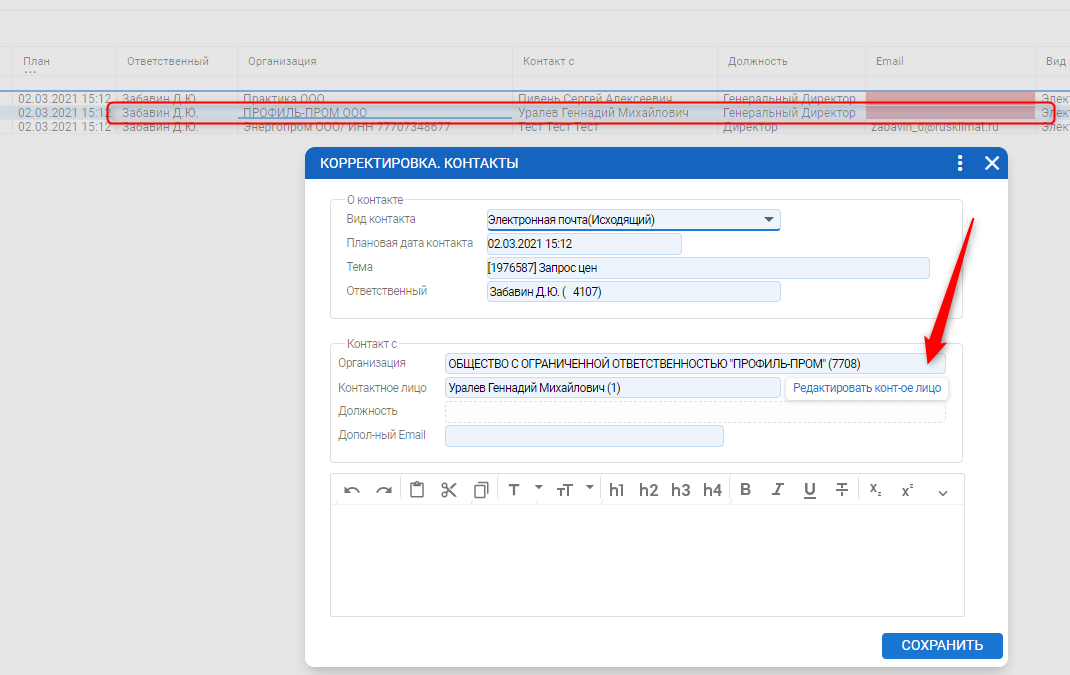 План Ответственный Организация Контакт с Должность Email Вид
...
02.03.2021 15:12 Забавин Д.Ю. Практика ООО Пивень Сергей Алексеевич Генеральный Директор Элект
02.03.2021 15:12 Забавин Д.Ю. ПРОФИЛЬ-ПРОМ ООО Уралев Геннадий Михайлович Генеральный Директор Элект
02.03.2021 15:12 Забавин Д.Ю. Энергопром ООО/ ИНН 77707348677 Тест Тест Тест Директор zabavin_d@rusklimat.ru Элект
КОРРЕКТИРОВКА. КОНТАКТЫ
О контакте
Вид контакта Электронная почта(Исходящий)
Плановая дата контакта 02.03.2021 15:12
Тема [1976587] Запрос цен
Ответственный Забавин Д.Ю. ( 4107)
Контакт с
Организация ОБЩЕСТВО С ОГРАНИЧЕННОЙ ОТВЕТСТВЕННОСТЬЮ "ПРОФИЛЬ-ПРОМ" (7708)
Контактное лицо Уралев Геннадий Михайлович (1) Редактировать конт-ое лицо
Должность
Допол-ный Email
T тT h1 h2 h3 h4 B I U T x₂ x²
СОХРАНИТЬ